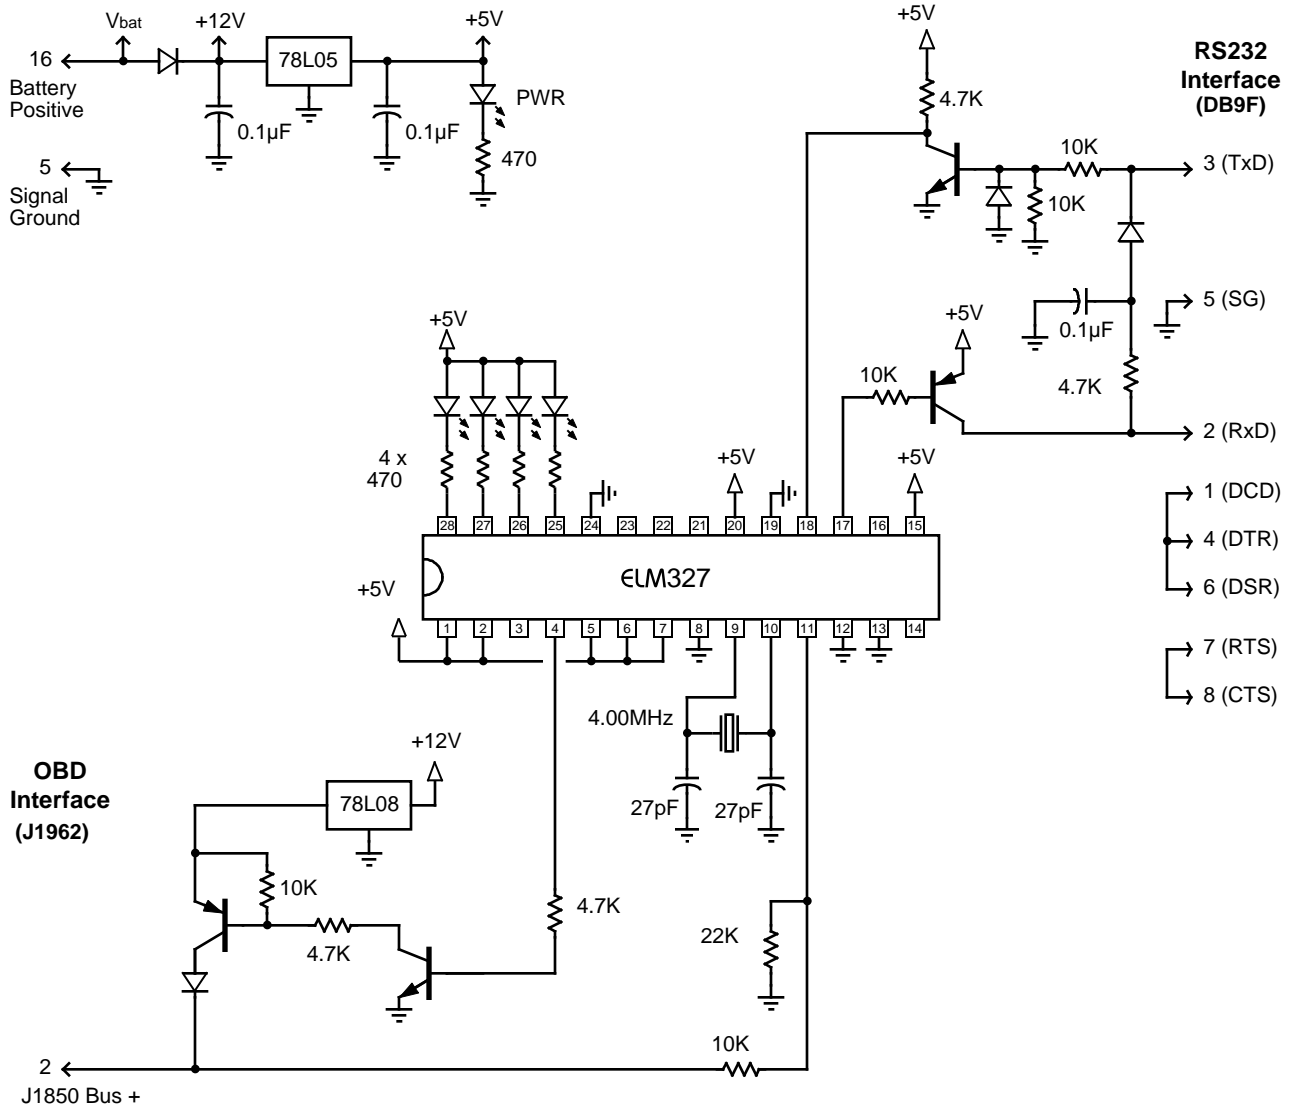 Vbat
+12V
+5V
16
78L05
Battery
Positive
PWR
0.1µF
0.1µF
470
5
Signal
Ground
+5V
RS232
Interface
(DB9F)
4.7K
10K
3 (TxD)
10K
5 (SG)
0.1µF
+5V
4.7K
10K
2 (RxD)
+5V
4 x
470
+5V
+5V
1 (DCD)
4 (DTR)
6 (DSR)
7 (RTS)
8 (CTS)
28 27 26 25 24 23 22 21 20 19 18 17 16 15
ELM327
+5V
1 2 3 4 5 6 7 8 9 10 11 12 13 14
4.00MHz
27pF
27pF
+12V
OBD
Interface
(J1962)
78L08
10K
4.7K
4.7K
22K
10K
2
J1850 Bus +